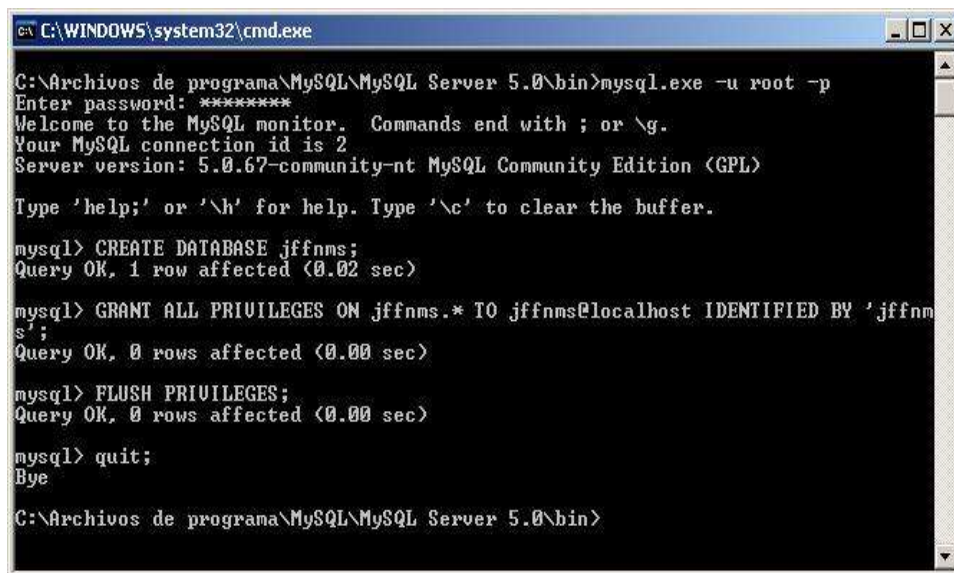 C:\WINDOWS\system32\cmd.exe
C:\Archivos de programa\MySQL\MySQL Server 5.0\bin>mysql.exe -u root -p
Enter password: ********
Welcome to the MySQL monitor.  Commands end with ; or \g.
Your MySQL connection id is 2
Server version: 5.0.67-community-nt MySQL Community Edition (GPL)
Type 'help;' or '\h' for help. Type '\c' to clear the buffer.
mysql> CREATE DATABASE jffnms;
Query OK, 1 row affected (0.02 sec)
mysql> GRANT ALL PRIVILEGES ON jffnms.* TO jffnms@localhost IDENTIFIED BY 'jffnm
s';
Query OK, 0 rows affected (0.00 sec)
mysql> FLUSH PRIVILEGES;
Query OK, 0 rows affected (0.00 sec)
mysql> quit;
Bye
C:\Archivos de programa\MySQL\MySQL Server 5.0\bin>